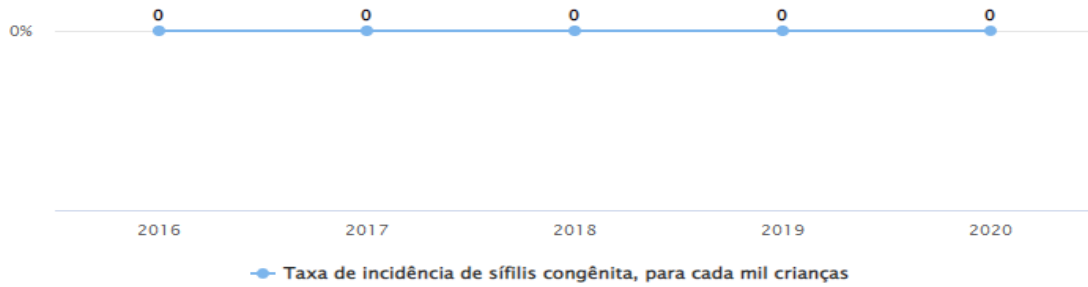 0 0 0 0 0
0%
2016 2017 2018 2019 2020
Taxa de incidência de sífilis congênita, para cada mil crianças